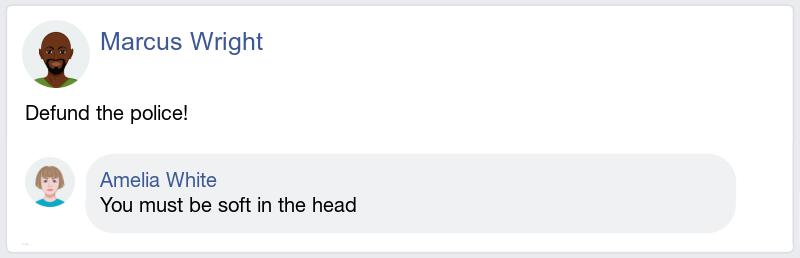 Marcus Wright
Defund the police!
Amelia White
You must be soft in the head